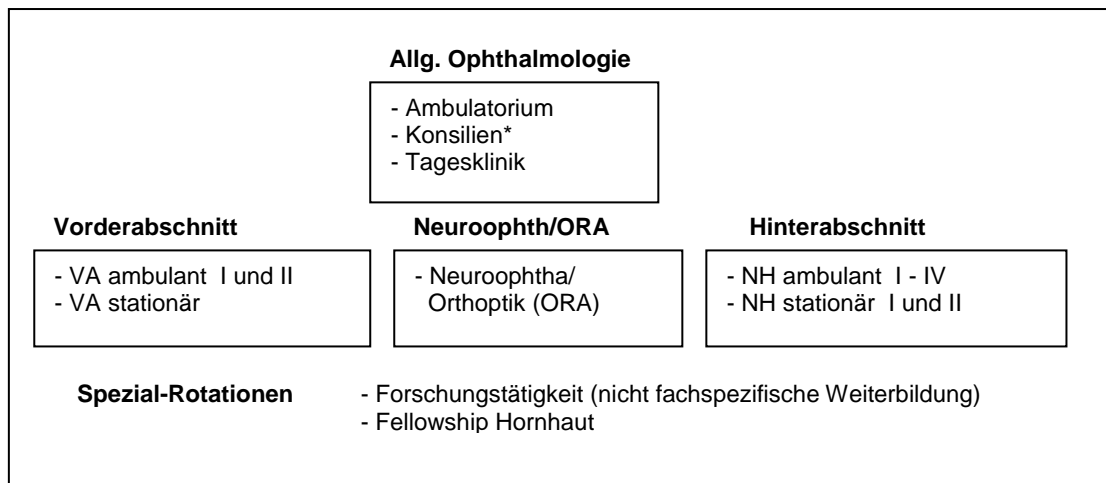 Allg. Ophthalmologie
- Ambulatorium
- Konsilien*
- Tagesklinik
Vorderabschnitt
- VA ambulant I und II
- VA stationär
Neuroophth/ORA
- Neuroophtha/
Orthoptik (ORA)
Hinterabschnitt
- NH ambulant I - IV
- NH stationär I und II
Spezial-Rotationen
- Forschungstätigkeit (nicht fachspezifische Weiterbildung)
- Fellowship Hornhaut